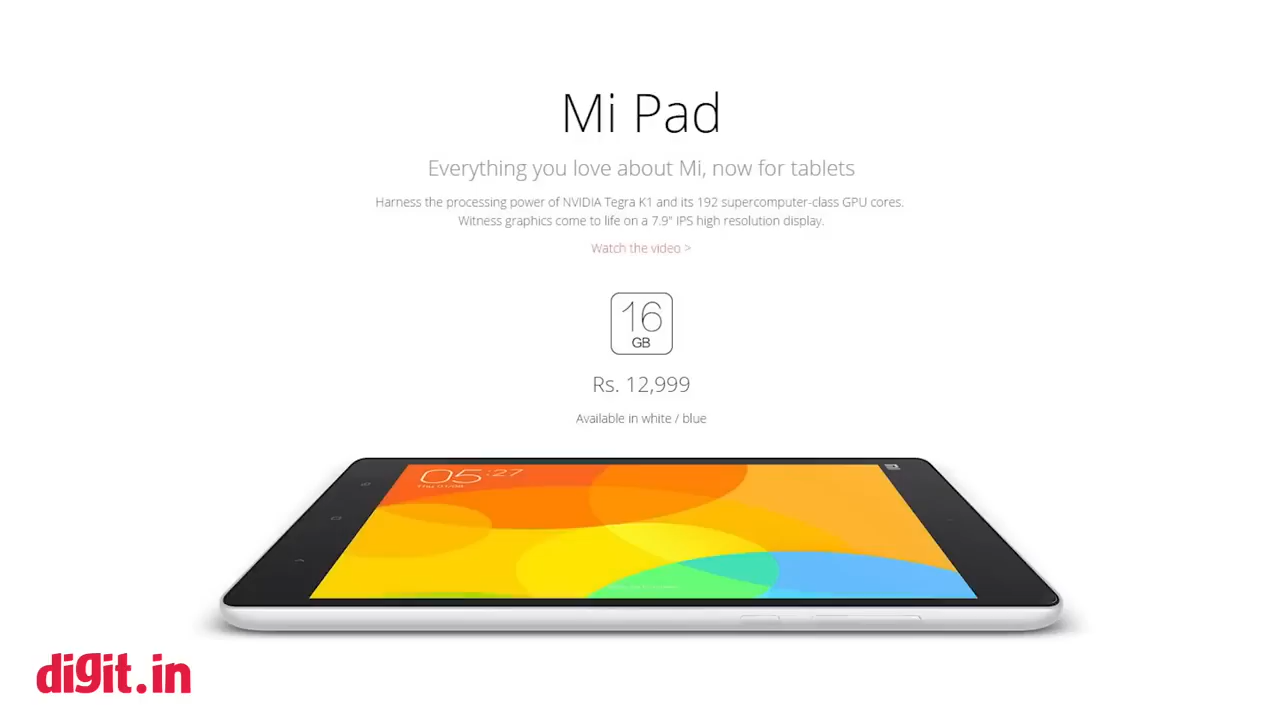 Mi Pad
Everything you love about Mi, now for tablets
Harness the processing power of NVIDIA Tegra K1 and its 192 supercomputer-class GPU cores.
Witness graphics come to life on a 7.9" IPS high resolution display.
Watch the video >
16
GB
Rs. 12,999
Available in white / blue
05:27
digit.in